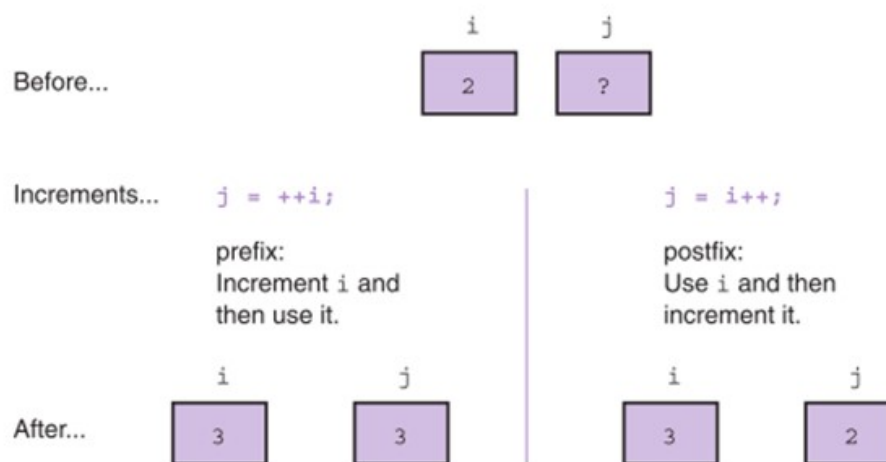 i j
Before... 2 ?
Increments... j = ++i; j = i++;
prefix:
Increment i and
then use it.
postfix:
Use i and then
increment it.
i j i j
After... 3 3 3 2